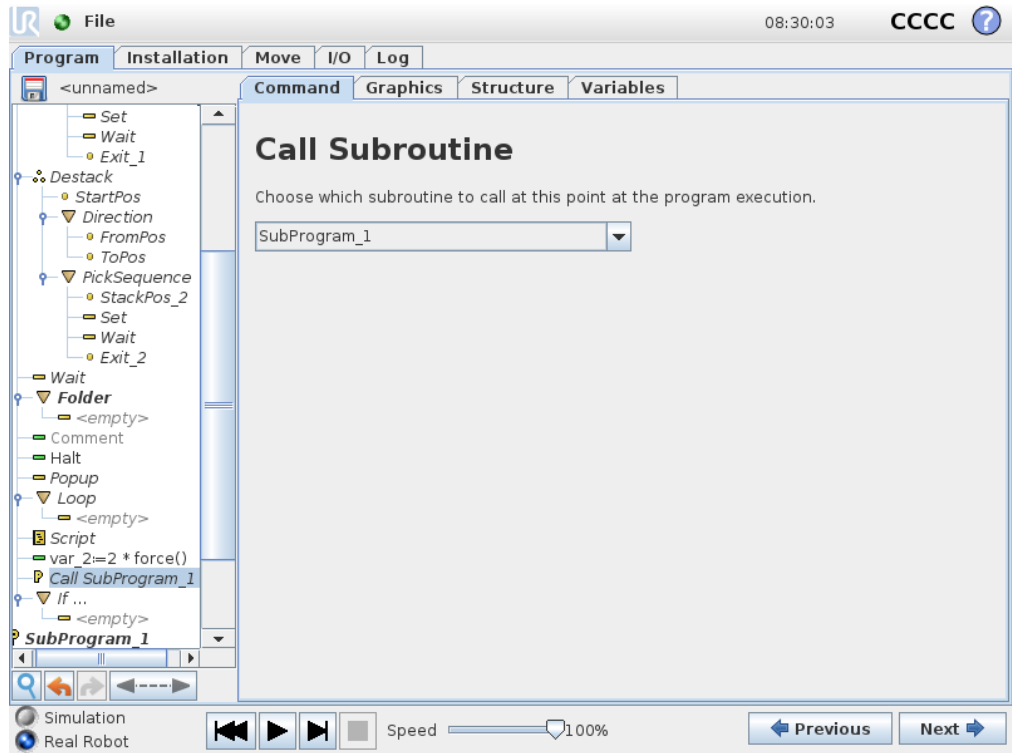 UR File 08:30:03 CCCC ?
Program Installation Move I/O Log
<unnamed> Command Graphics Structure Variables
Set
Wait
Exit_1
Destack
StartPos
Direction
FromPos
ToPos
PickSequence
StackPos_2
Set
Wait
Exit_2
Wait
Folder
<empty>
Comment
Halt
Popup
Loop
<empty>
Script
var_2:=2 * force()
Call SubProgram_1
If ...
<empty>
SubProgram_1
Call Subroutine
Choose which subroutine to call at this point at the program execution.
SubProgram_1
Simulation
Real Robot
Speed 100%
Previous Next